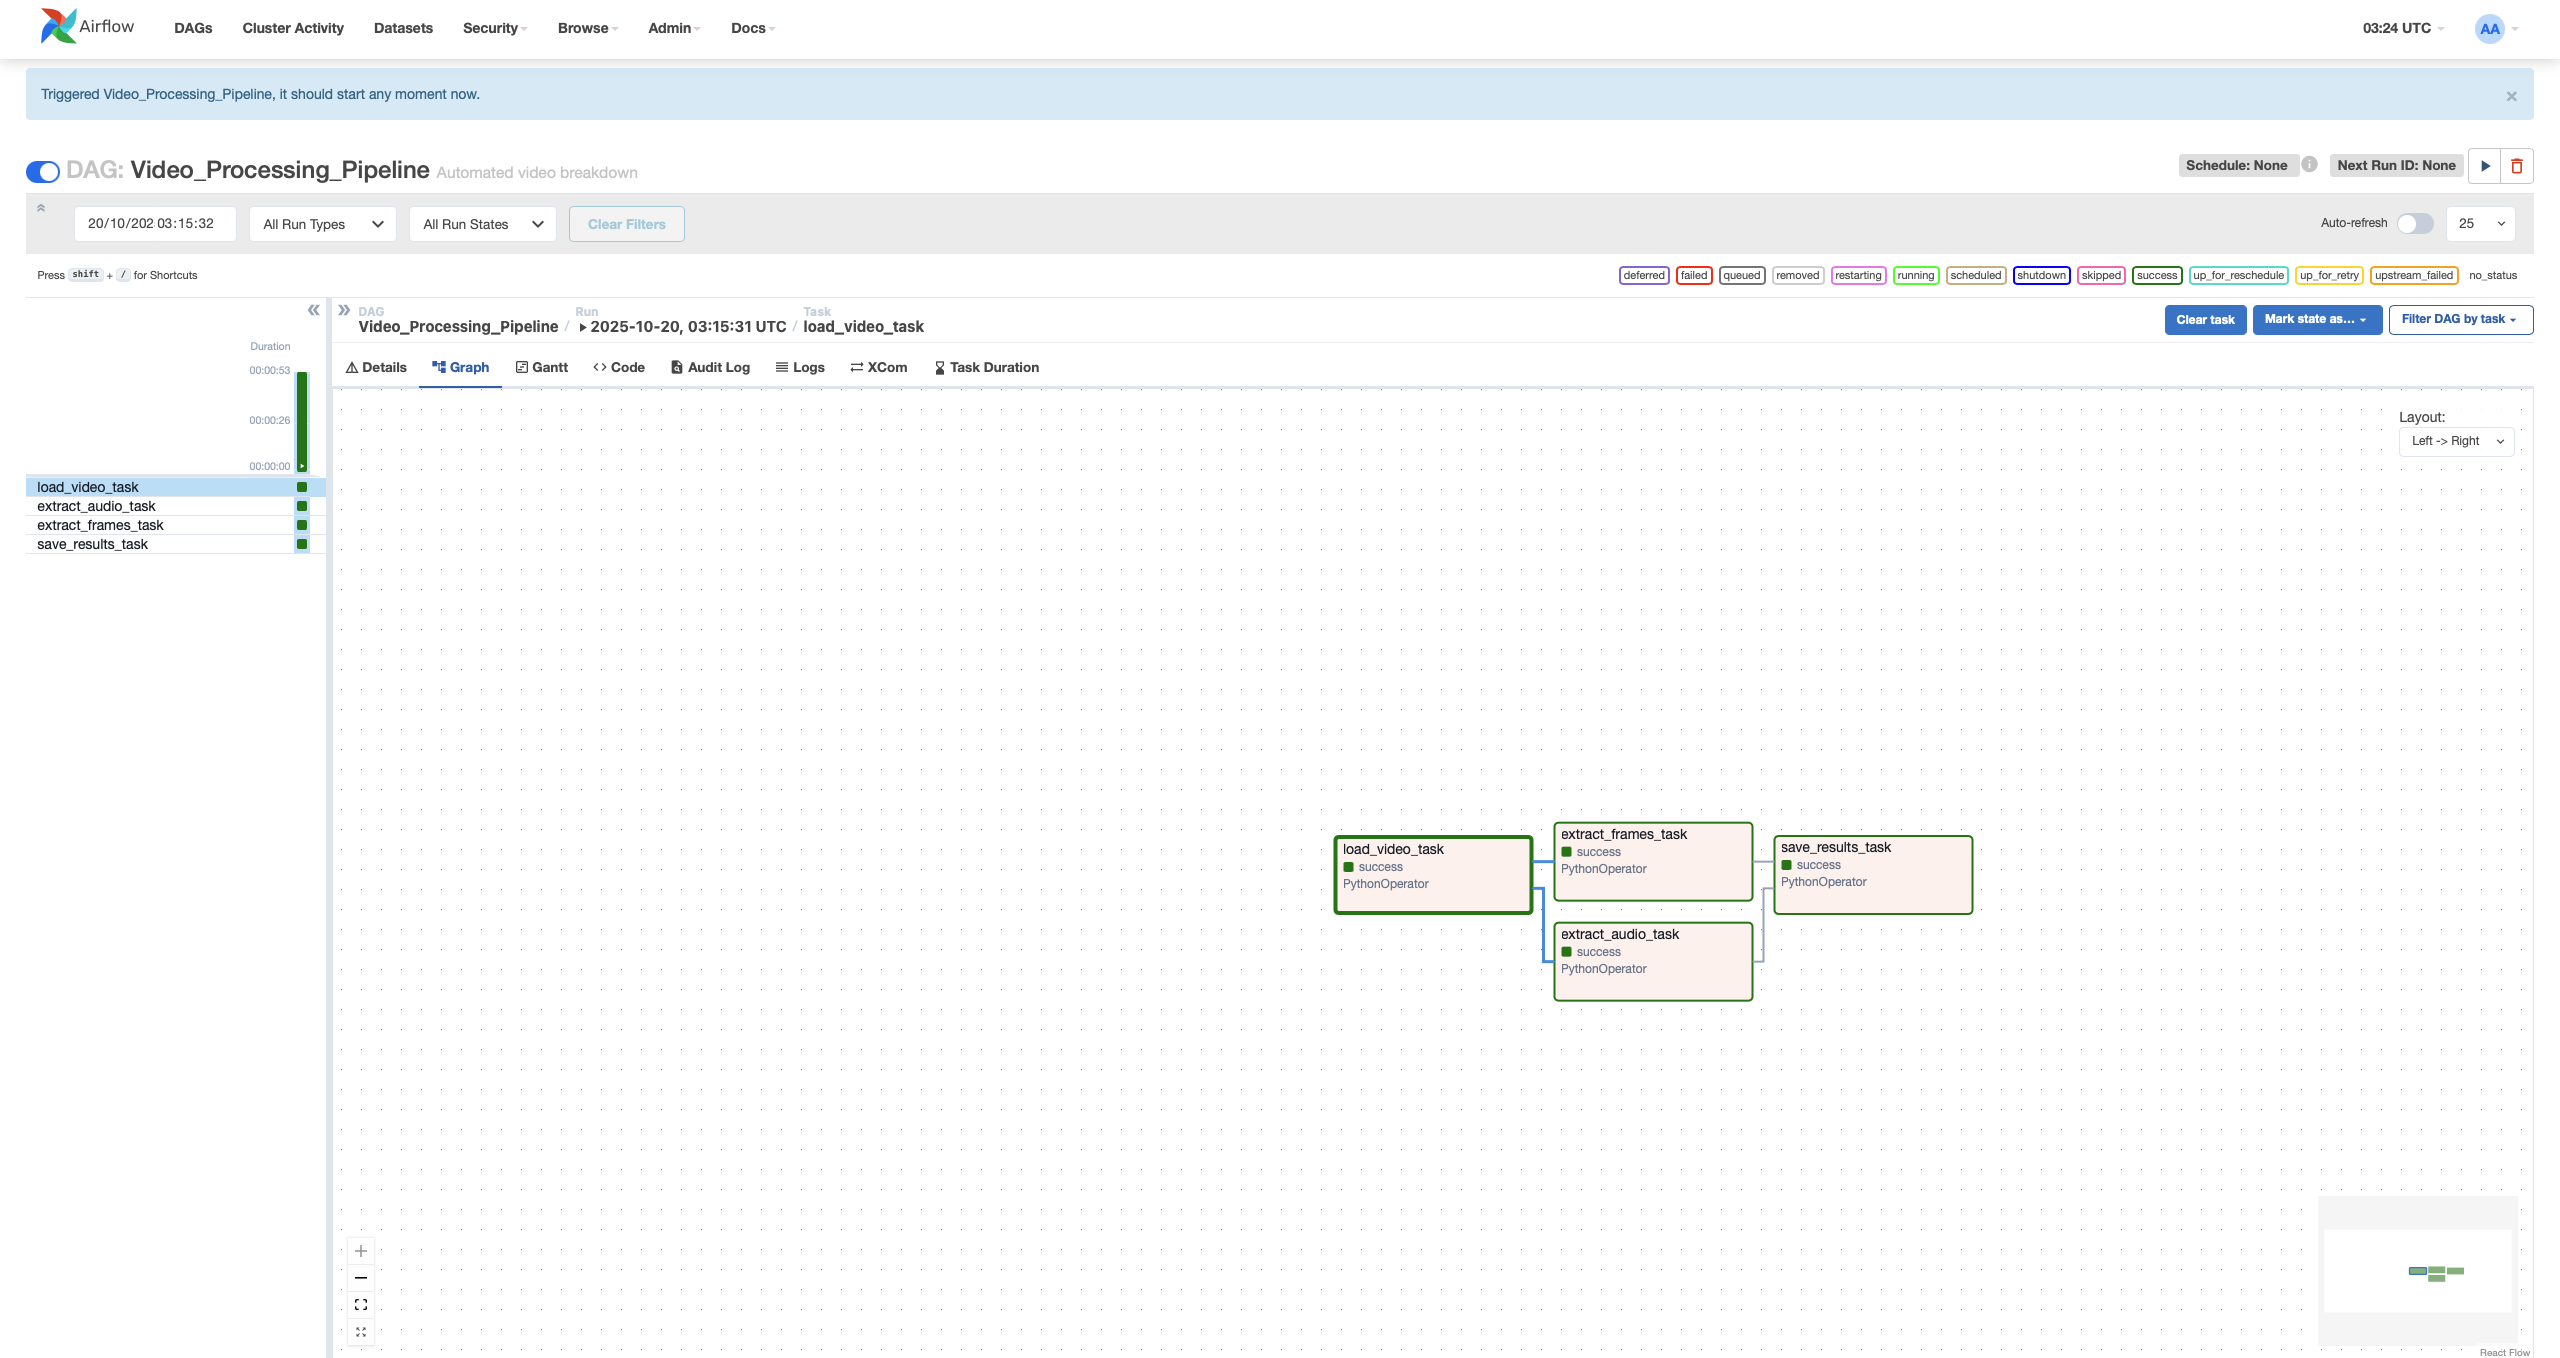 Airflow DAGs Cluster Activity Datasets Security Browse Admin Docs 03:24 UTC AA
Triggered Video_Processing_Pipeline, it should start any moment now. ×
DAG: Video_Processing_Pipeline Automated video breakdown Schedule: None i Next Run ID: None
20/10/202 03:15:32 All Run Types All Run States Clear Filters Auto-refresh 25
Press shift + / for Shortcuts deferred failed queued removed restarting running scheduled shutdown skipped success up_for_reschedule up_for_retry upstream_failed no_status
DAG Run Task
Video_Processing_Pipeline / 2025-10-20, 03:15:31 UTC / load_video_task Clear task Mark state as... Filter DAG by task
Details Graph Gantt Code Audit Log Logs XCom Task Duration
Duration
00:00:53
00:00:26
00:00:00
load_video_task
extract_audio_task
extract_frames_task
save_results_task
Layout:
Left -> Right
load_video_task
success
PythonOperator
extract_frames_task
success
PythonOperator
extract_audio_task
success
PythonOperator
save_results_task
success
PythonOperator
React Flow